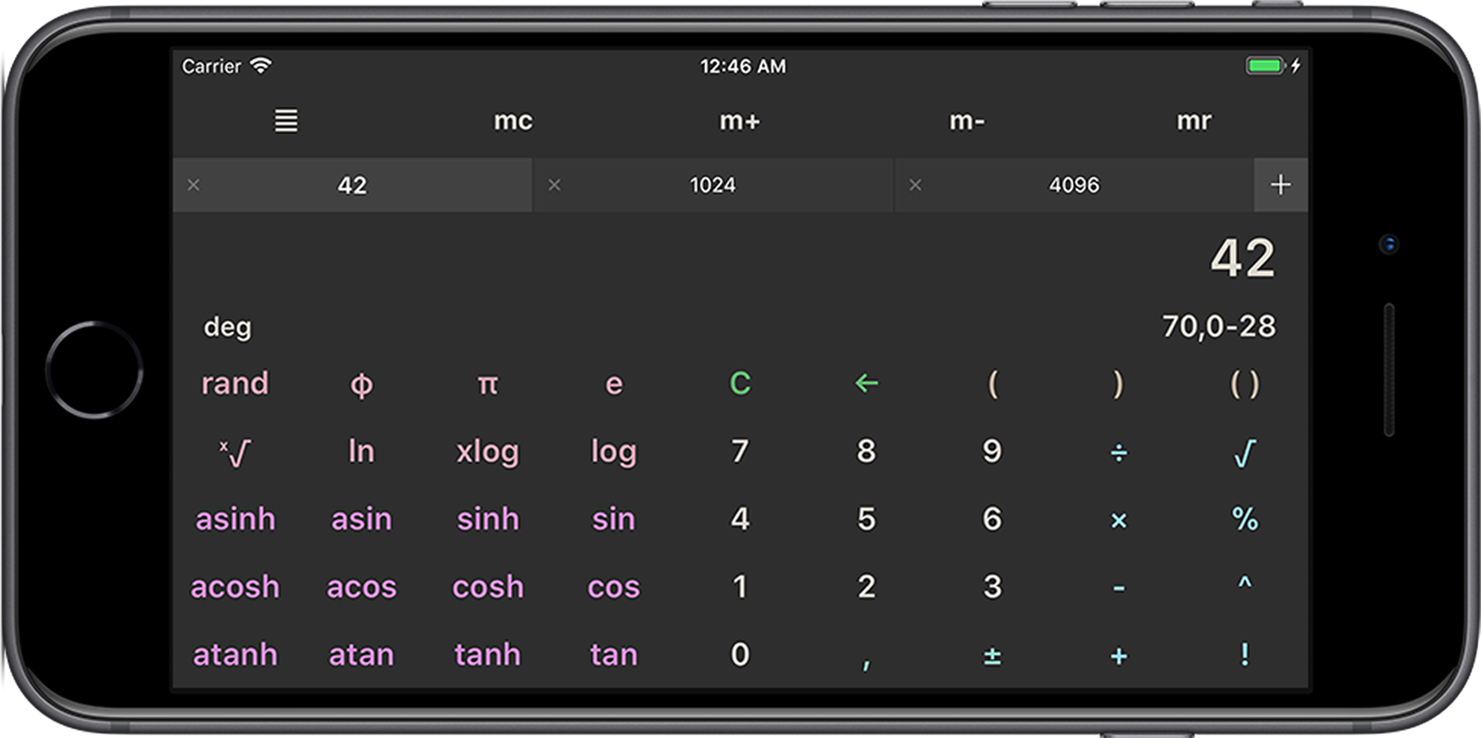 Carrier 12:46 AM
mc m+ m- mr
× 42 × 1024 × 4096 +
42
deg 70,0-28
rand ϕ π e C ← ( ) ( )
ˣ√ ln xlog log 7 8 9 ÷ √
asinh asin sinh sin 4 5 6 × %
acosh acos cosh cos 1 2 3 - ^
atanh atan tanh tan 0 , ± + !